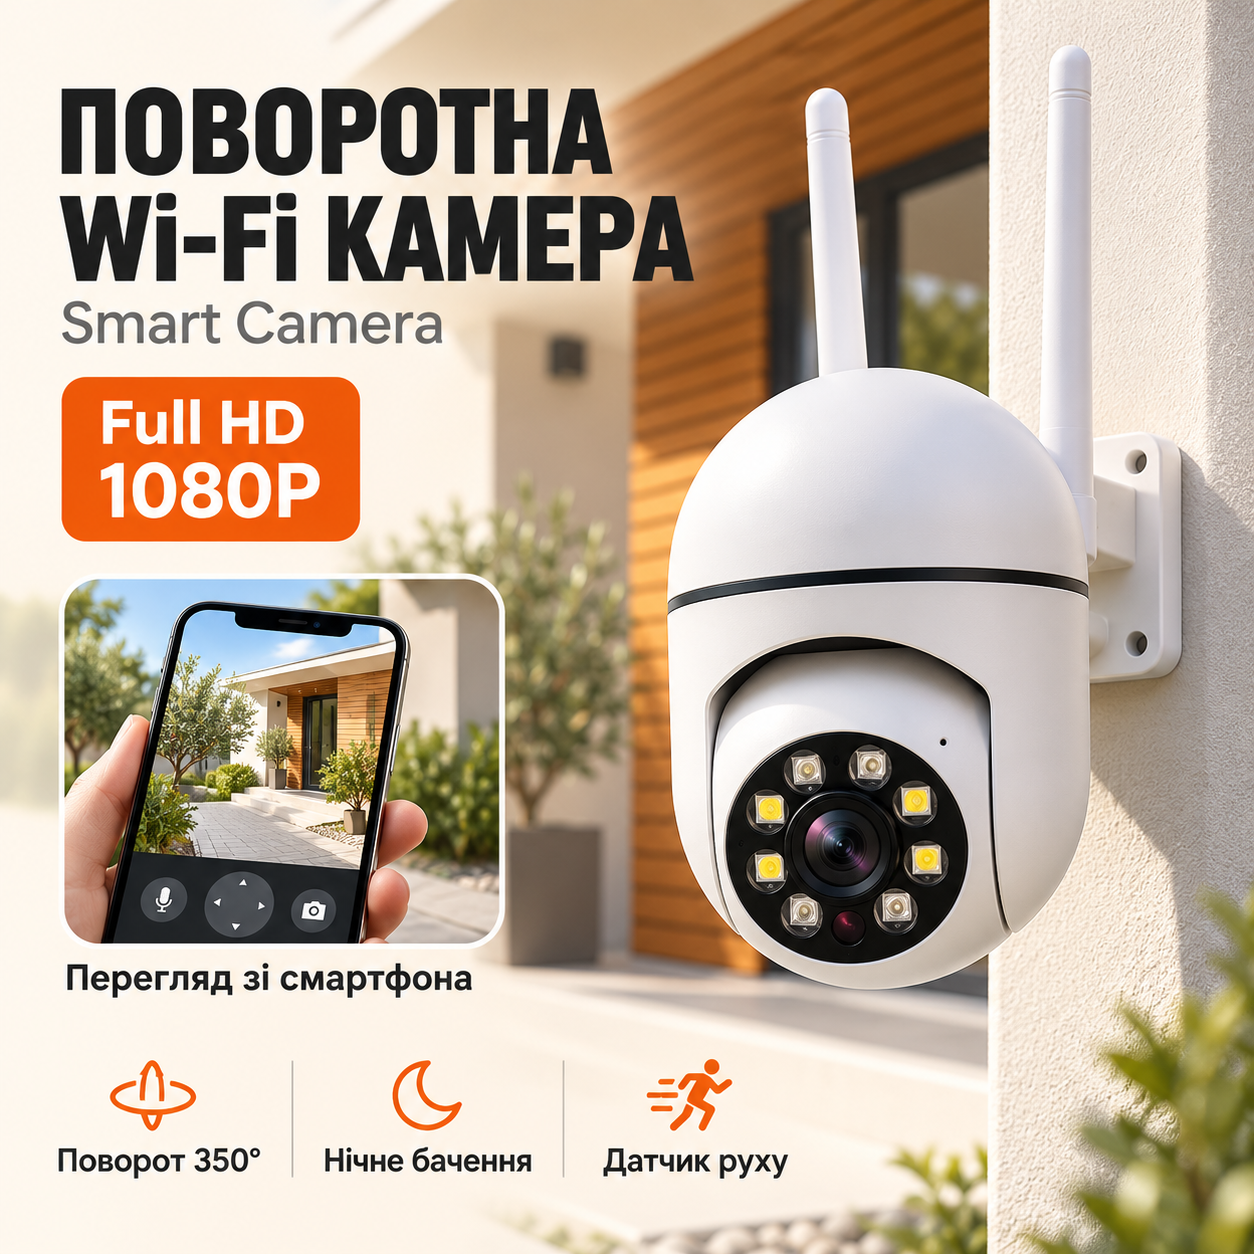 ПОВОРОТНА
Wi-Fi КАМЕРА
Smart Camera
Full HD
1080P
Перегляд зі смартфона
Поворот 350°
Нічне бачення
Датчик руху